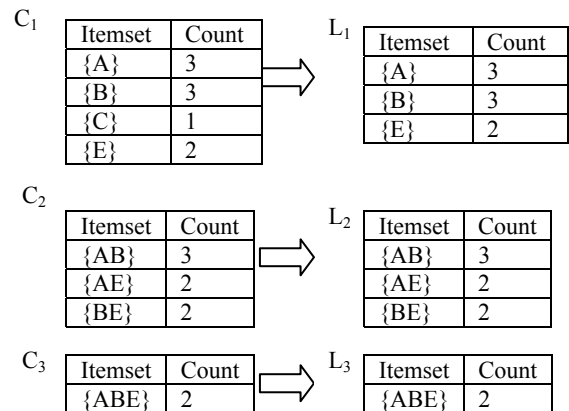 C1
Itemset Count
{A} 3
{B} 3
{C} 1
{E} 2
L1
Itemset Count
{A} 3
{B} 3
{E} 2
C2
Itemset Count
{AB} 3
{AE} 2
{BE} 2
L2
Itemset Count
{AB} 3
{AE} 2
{BE} 2
C3
Itemset Count
{ABE} 2
L3
Itemset Count
{ABE} 2